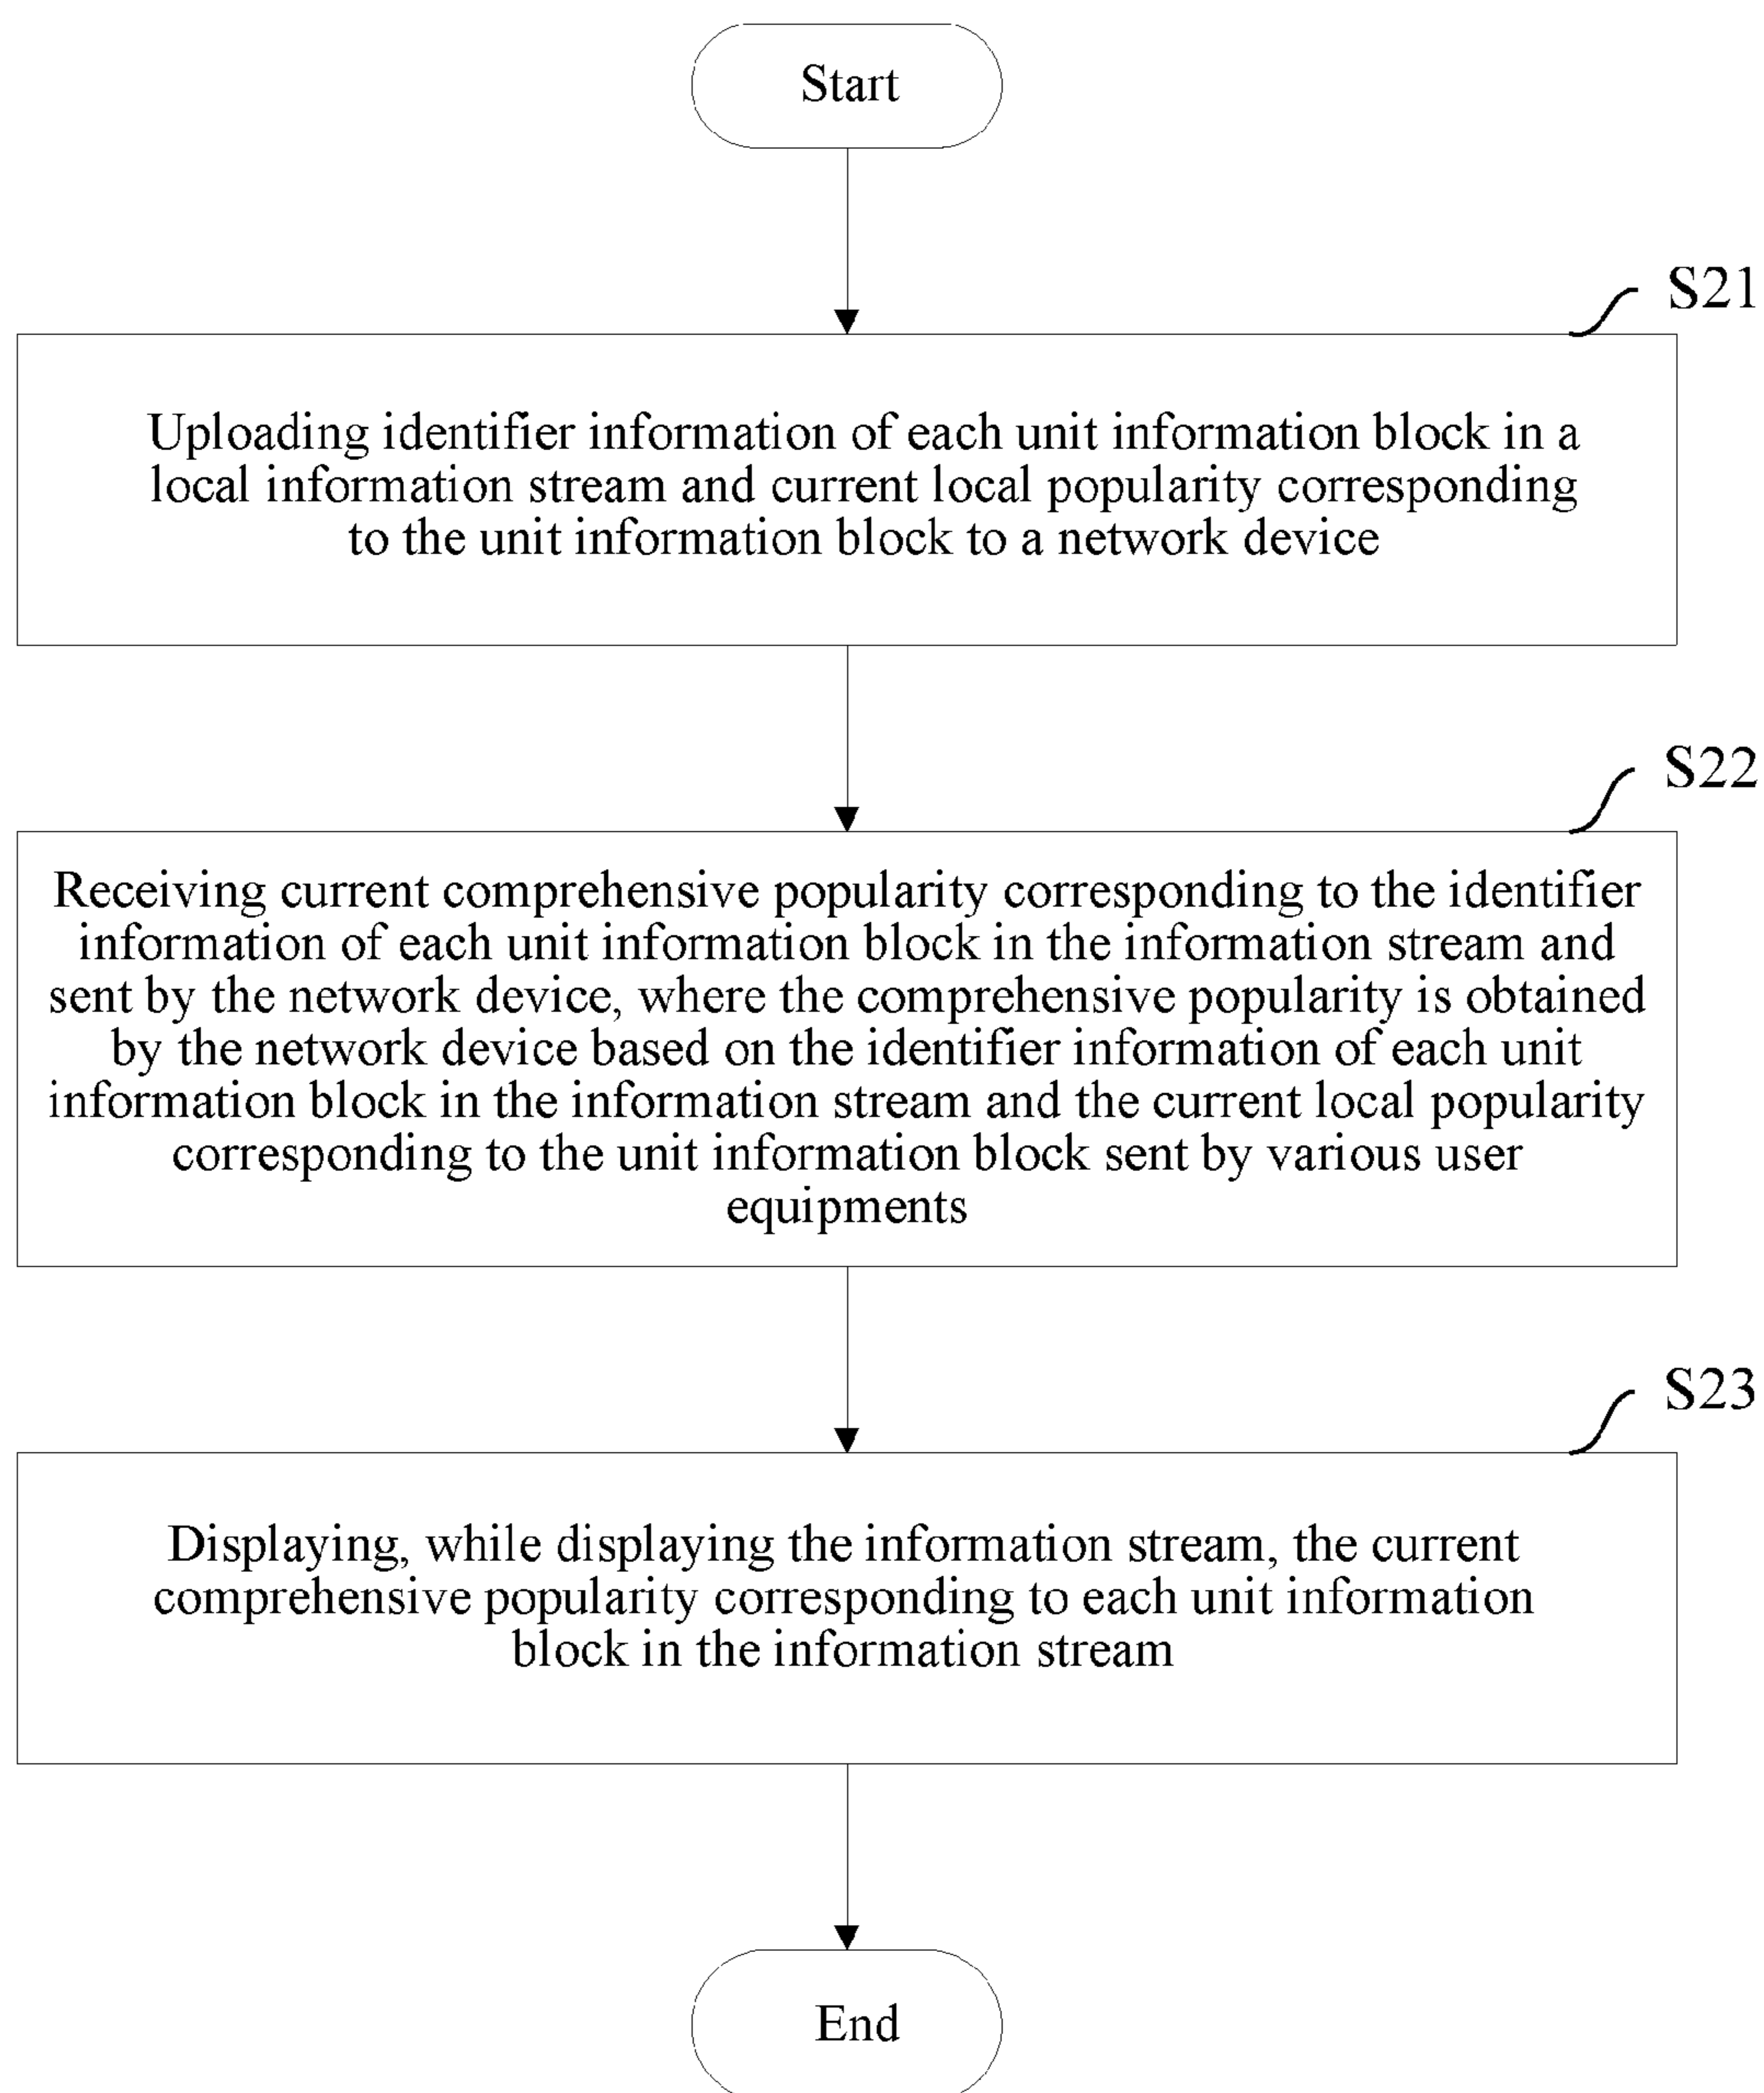 Start
S21
Uploading identifier information of each unit information block in a
local information stream and current local popularity corresponding
to the unit information block to a network device
S22
Receiving current comprehensive popularity corresponding to the identifier
information of each unit information block in the information stream and
sent by the network device, where the comprehensive popularity is obtained
by the network device based on the identifier information of each unit
information block in the information stream and the current local popularity
corresponding to the unit information block sent by various user
equipments
S23
Displaying, while displaying the information stream, the current
comprehensive popularity corresponding to each unit information
block in the information stream
End